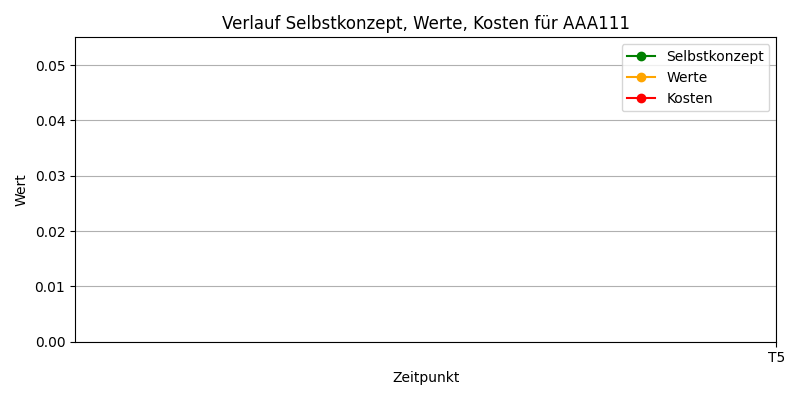 Verlauf Selbstkonzept, Werte, Kosten für AAA111
Selbstkonzept
Werte
Kosten
Wert
0.05
0.04
0.03
0.02
0.01
0.00
T5
Zeitpunkt